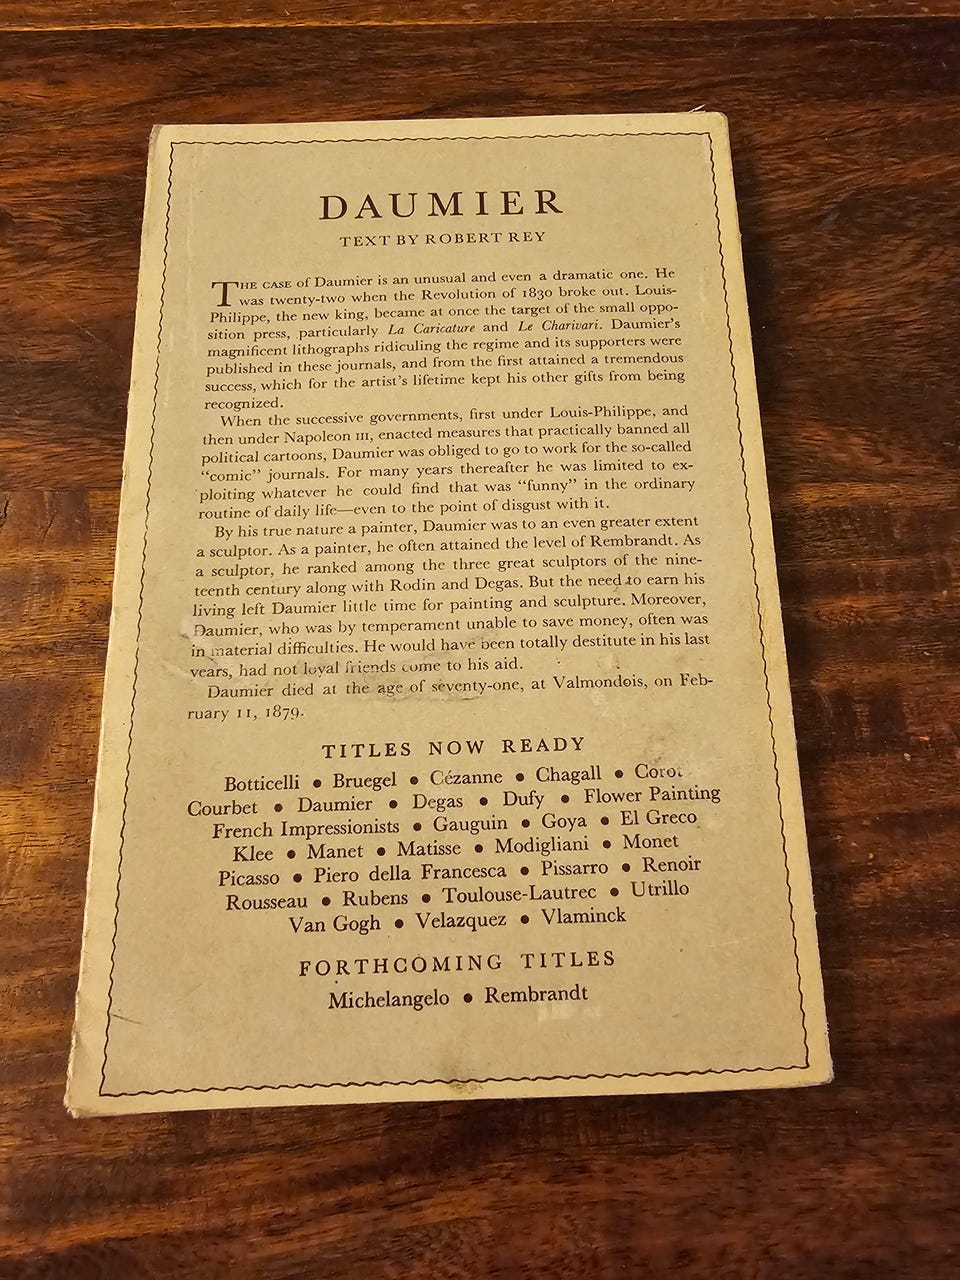 DAUMIER
TEXT BY ROBERT REY
THE CASE of Daumier is an unusual and even a dramatic one. He
was twenty-two when the Revolution of 1830 broke out. Louis-
Philippe, the new king, became at once the target of the small oppo-
sition press, particularly La Caricature and Le Charivari. Daumier's
magnificent lithographs ridiculing the regime and its supporters were
published in these journals, and from the first attained a tremendous
success, which for the artist's lifetime kept his other gifts from being
recognized.
When the successive governments, first under Louis-Philippe, and
then under Napoleon III, enacted measures that practically banned all
political cartoons, Daumier was obliged to go to work for the so-called
“comic” journals. For many years thereafter he was limited to ex-
ploiting whatever he could find that was “funny” in the ordinary
routine of daily life—even to the point of disgust with it.
By his true nature a painter, Daumier was to an even greater extent
a sculptor. As a painter, he often attained the level of Rembrandt. As
a sculptor, he ranked among the three great sculptors of the nine-
teenth century along with Rodin and Degas. But the need to earn his
living left Daumier little time for painting and sculpture. Moreover,
Daumier, who was by temperament unable to save money, often was
in material difficulties. He would have been totally destitute in his last
years, had not loyal friends come to his aid.
Daumier died at the age of seventy-one, at Valmondois, on Feb-
ruary 11, 1879.
TITLES NOW READY
Botticelli • Bruegel • Cézanne • Chagall • Corot
Courbet • Daumier • Degas • Dufy • Flower Painting
French Impressionists • Gauguin • Goya • El Greco
Klee • Manet • Matisse • Modigliani • Monet
Picasso • Piero della Francesca • Pissarro • Renoir
Rousseau • Rubens • Toulouse-Lautrec • Utrillo
Van Gogh • Velazquez • Vlaminck
FORTHCOMING TITLES
Michelangelo • Rembrandt